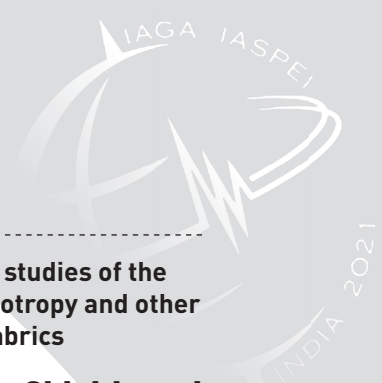 IAGA IASPEI
INDIA 2021
studies of the
otropy and other
abrics